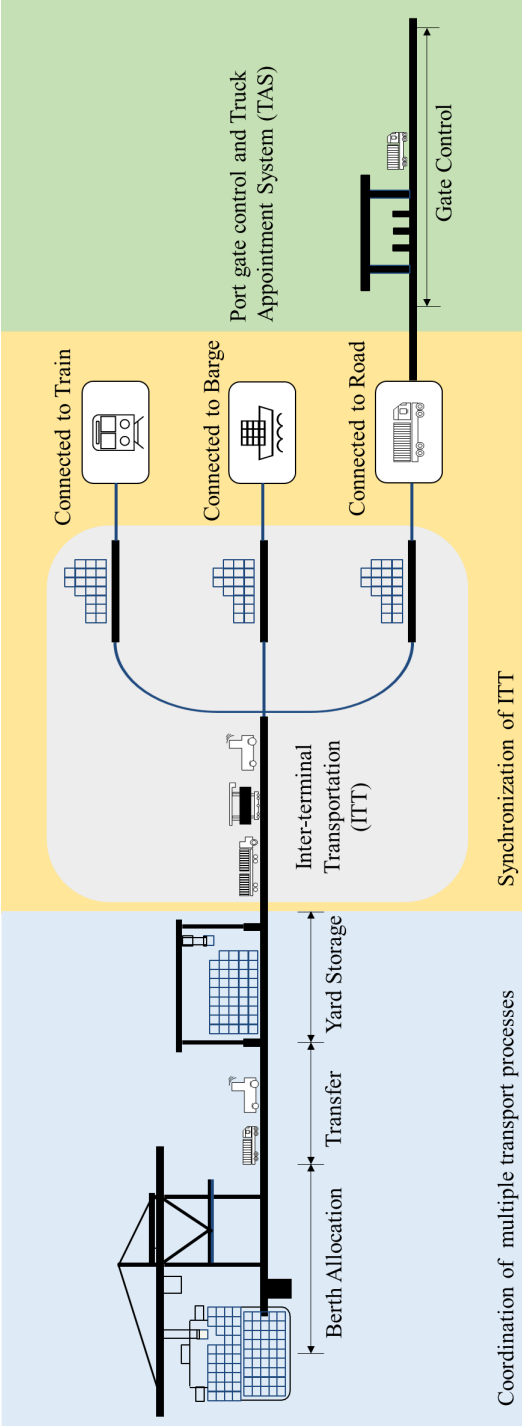 Port gate control and Truck
Appointment System (TAS)
Connected to Train
Connected to Barge
Connected to Road
Gate Control
Inter-terminal
Transportation
(ITT)
Berth Allocation
Transfer
Yard Storage
Coordination of multiple transport processes
Synchronization of ITT